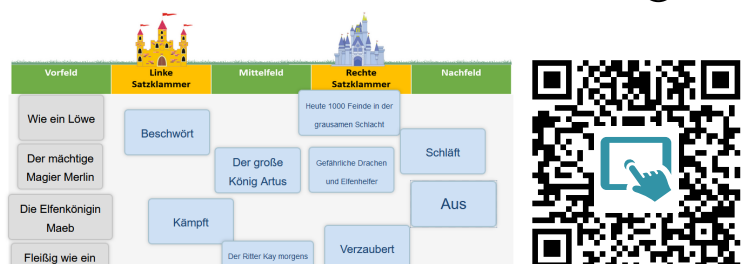 Vorfeld
Linke
Satzklammer
Mittelfeld
Rechte
Satzklammer
Nachfeld
Wie ein Löwe
Beschwört
Heute 1000 Feinde in der
grausamen Schlacht
Der mächtige
Magier Merlin
Der große
König Artus
Gefährliche Drachen
und Elfenhelfer
Schläft
Die Elfenkönigin
Maeb
Kämpft
Aus
Fleißig wie ein
Der Ritter Kay morgens
Verzaubert